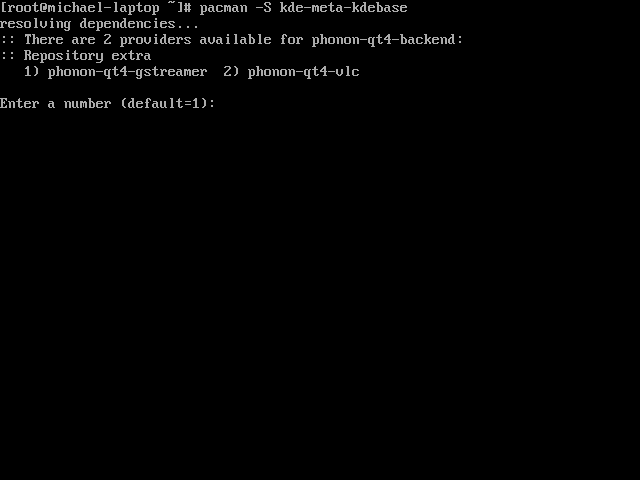 [root@michael-laptop ~]# pacman -S kde-meta-kdebase
resolving dependencies...
:: There are 2 providers available for phonon-qt4-backend:
:: Repository extra
   1) phonon-qt4-gstreamer  2) phonon-qt4-vlc

Enter a number (default=1):